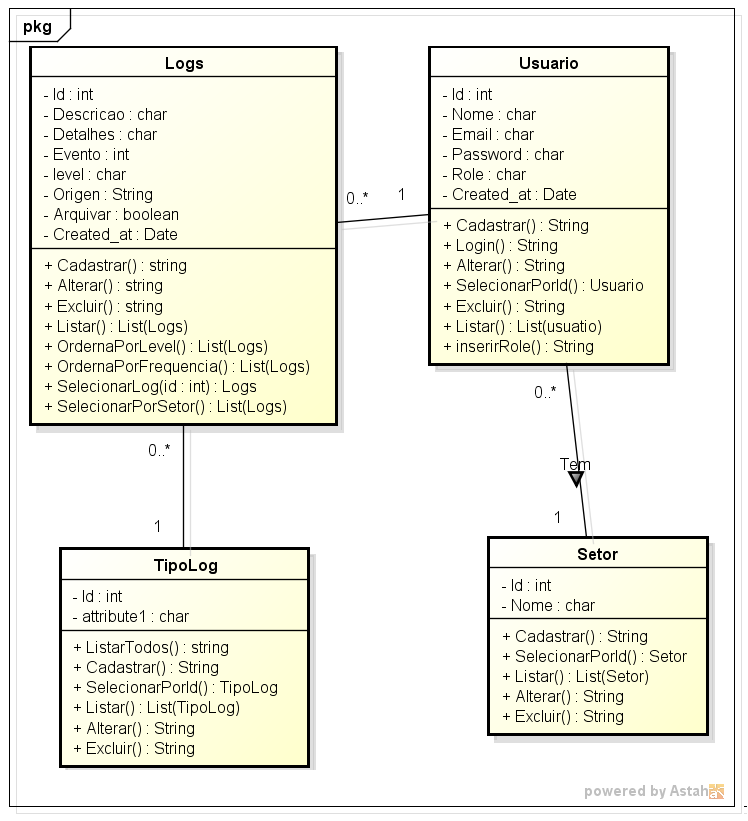 pkg
Logs
- Id : int
- Descricao : char
- Detalhes : char
- Evento : int
- level : char
- Origen : String
- Arquivar : boolean
- Created_at : Date
+ Cadastrar() : string
+ Alterar() : string
+ Excluir() : string
+ Listar() : List(Logs)
+ OrdernaPorLevel() : List(Logs)
+ OrdernaPorFrequencia() : List(Logs)
+ SelecionarLog(id : int) : Logs
+ SelecionarPorSetor() : List(Logs)
0..*
1
Usuario
- Id : int
- Nome : char
- Email : char
- Password : char
- Role : char
- Created_at : Date
+ Cadastrar() : String
+ Login() : String
+ Alterar() : String
+ SelecionarPorId() : Usuario
+ Excluir() : String
+ Listar() : List(usuatio)
+ inserirRole() : String
0..*
Tem
1
0..*
1
TipoLog
- Id : int
- attribute1 : char
+ ListarTodos() : string
+ Cadastrar() : String
+ SelecionarPorId() : TipoLog
+ Listar() : List(TipoLog)
+ Alterar() : String
+ Excluir() : String
Setor
- Id : int
- Nome : char
+ Cadastrar() : String
+ SelecionarPorId() : Setor
+ Listar() : List(Setor)
+ Alterar() : String
+ Excluir() : String
powered by Astah